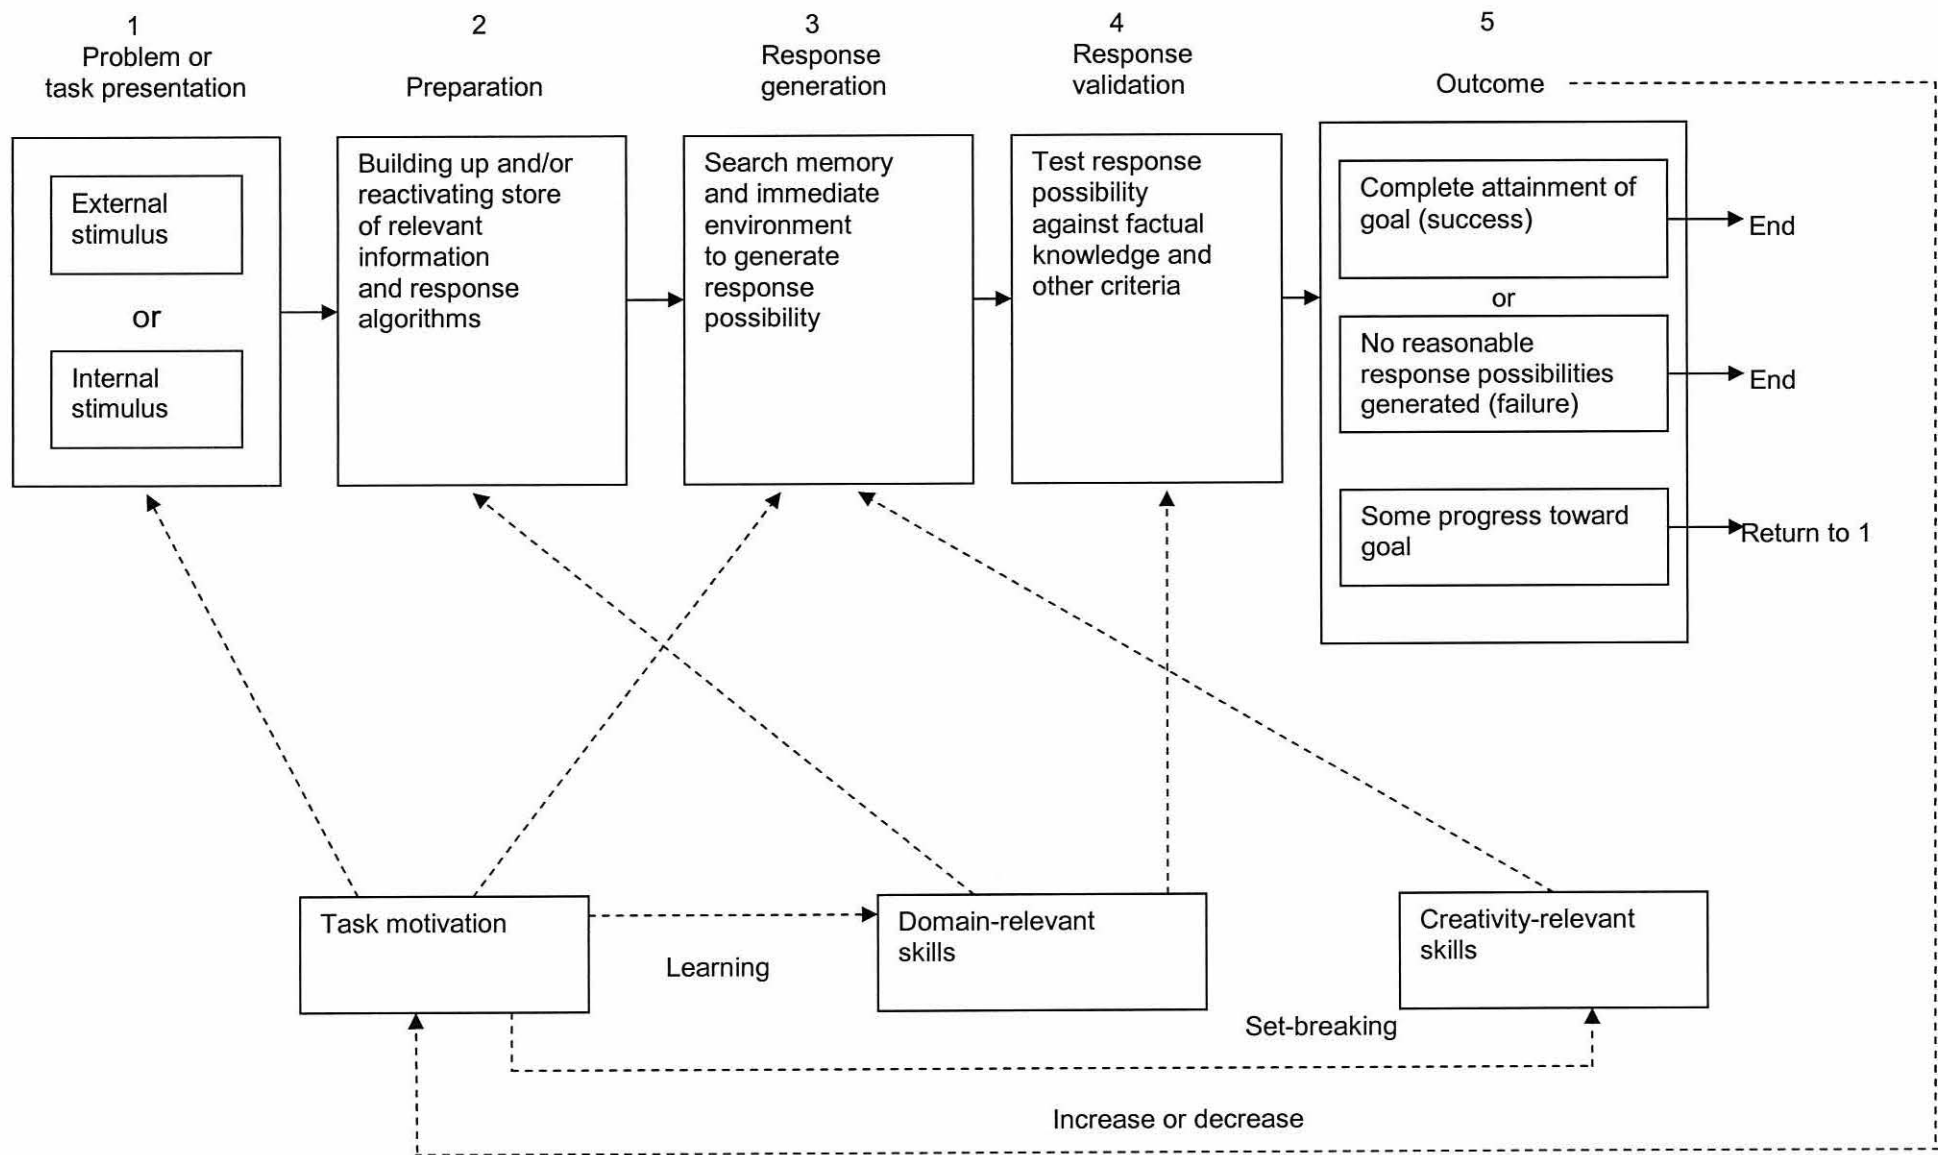 1
Problem or
task presentation
2
Preparation
3
Response
generation
4
Response
validation
5
Outcome
External
stimulus
or
Internal
stimulus
Building up and/or
reactivating store
of relevant
information
and response
algorithms
Search memory
and immediate
environment
to generate
response
possibility
Test response
possibility
against factual
knowledge and
other criteria
Complete attainment of
goal (success)
End
or
No reasonable
response possibilities
generated (failure)
End
Some progress toward
goal
Return to 1
Task motivation
Learning
Domain-relevant
skills
Creativity-relevant
skills
Set-breaking
Increase or decrease